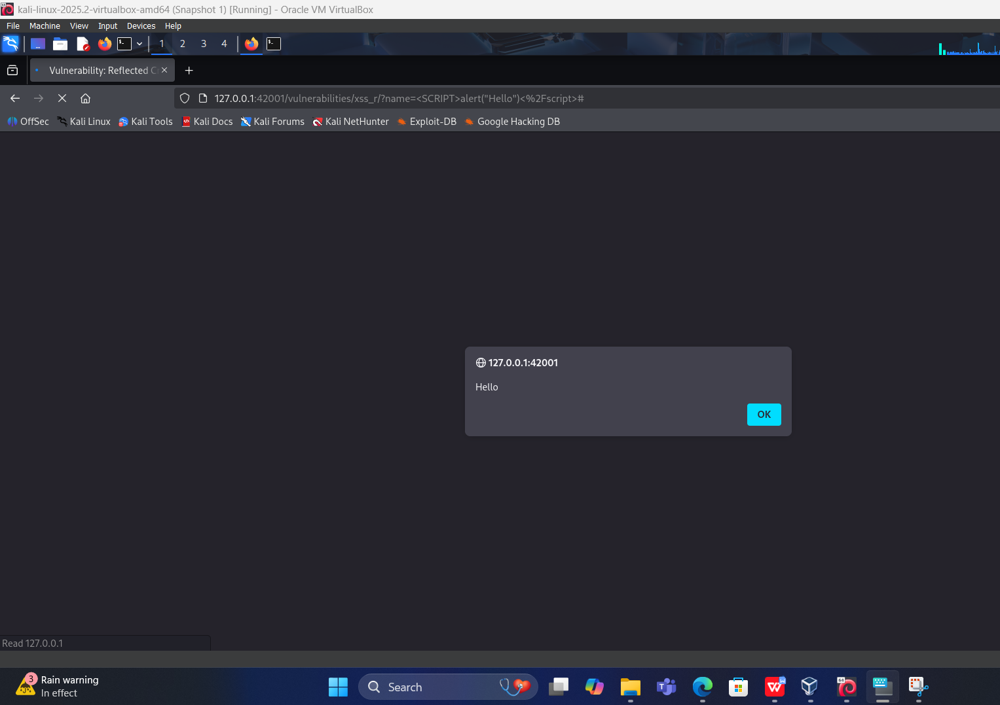 kali-linux-2025.2-virtualbox-amd64 (Snapshot 1) [Running] - Oracle VM VirtualBox
File Machine View Input Devices Help
1 2 3 4
Vulnerability: Reflected C
127.0.0.1:42001/vulnerabilities/xss_r/?name=<SCRIPT>alert("Hello")<%2Fscript>#
OffSec Kali Linux Kali Tools Kali Docs Kali Forums Kali NetHunter Exploit-DB Google Hacking DB
127.0.0.1:42001
Hello
OK
Read 127.0.0.1
3 Rain warning
In effect
Search
64